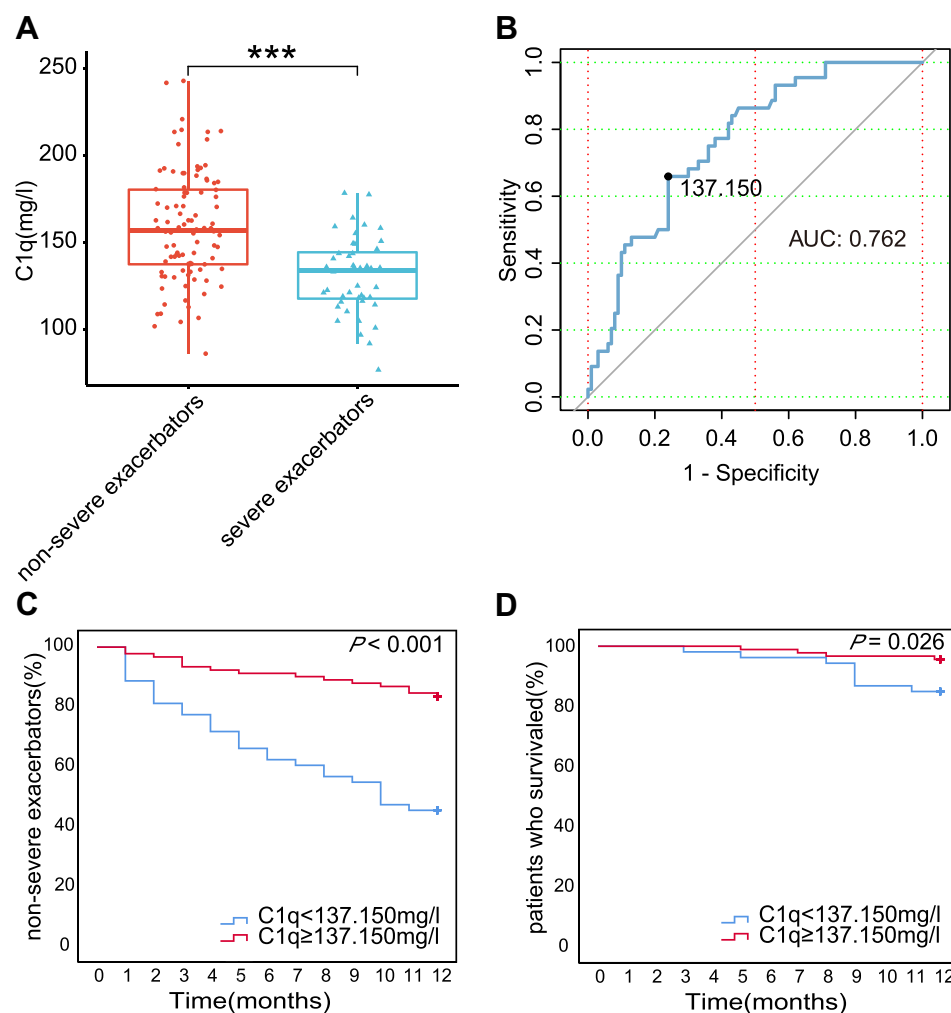 A
***
250
200
150
100
C1q(mg/l)
non-severe exacerbators
severe exacerbators
B
1.0
0.8
0.6
0.4
0.2
0.0
Sensitivity
137.150
AUC: 0.762
0.0 0.2 0.4 0.6 0.8 1.0
1 - Specificity
C
P < 0.001
100
80
60
40
20
0
non-severe exacerbators(%)
C1q<137.150mg/l
C1q≥137.150mg/l
0 1 2 3 4 5 6 7 8 9 10 11 12
Time(months)
D
P = 0.026
100
80
60
40
20
0
patients who survivaled(%)
C1q<137.150mg/l
C1q≥137.150mg/l
0 1 2 3 4 5 6 7 8 9 10 11 12
Time(months)